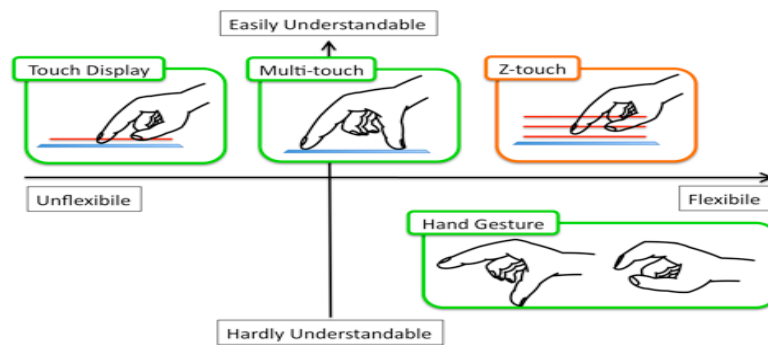 Easily Understandable
Touch Display
Multi-touch
Z-touch
Unflexibile
Flexibile
Hand Gesture
Hardly Understandable